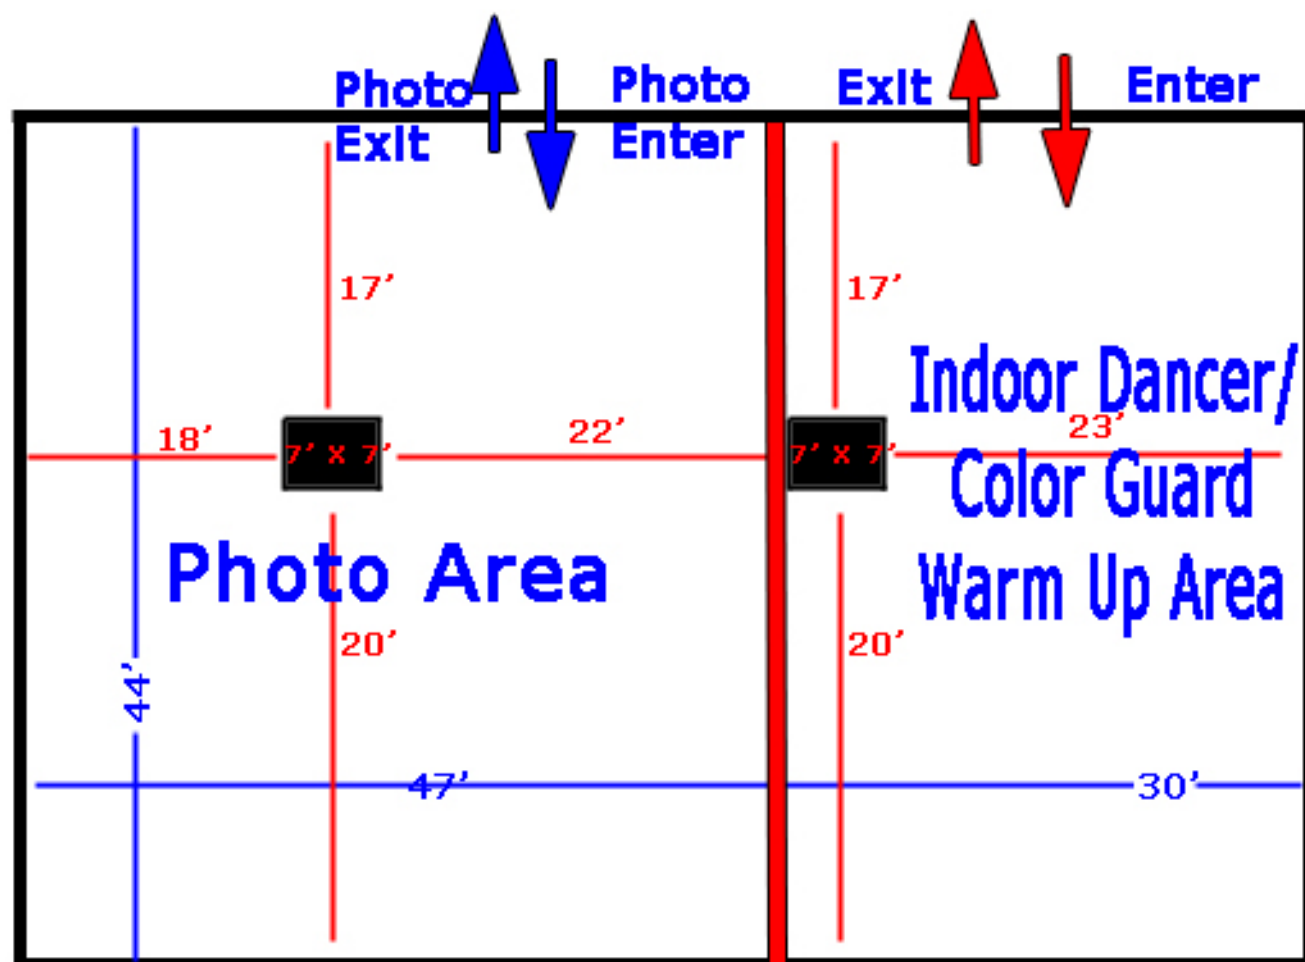 Photo
Exit
Photo
Enter
Exit
Enter
17'
17'
Indoor Dancer/
Color Guard
Warm Up Area
18'
7' X 7'
22'
7' X 7'
23'
Photo Area
20'
20'
44'
47'
30'